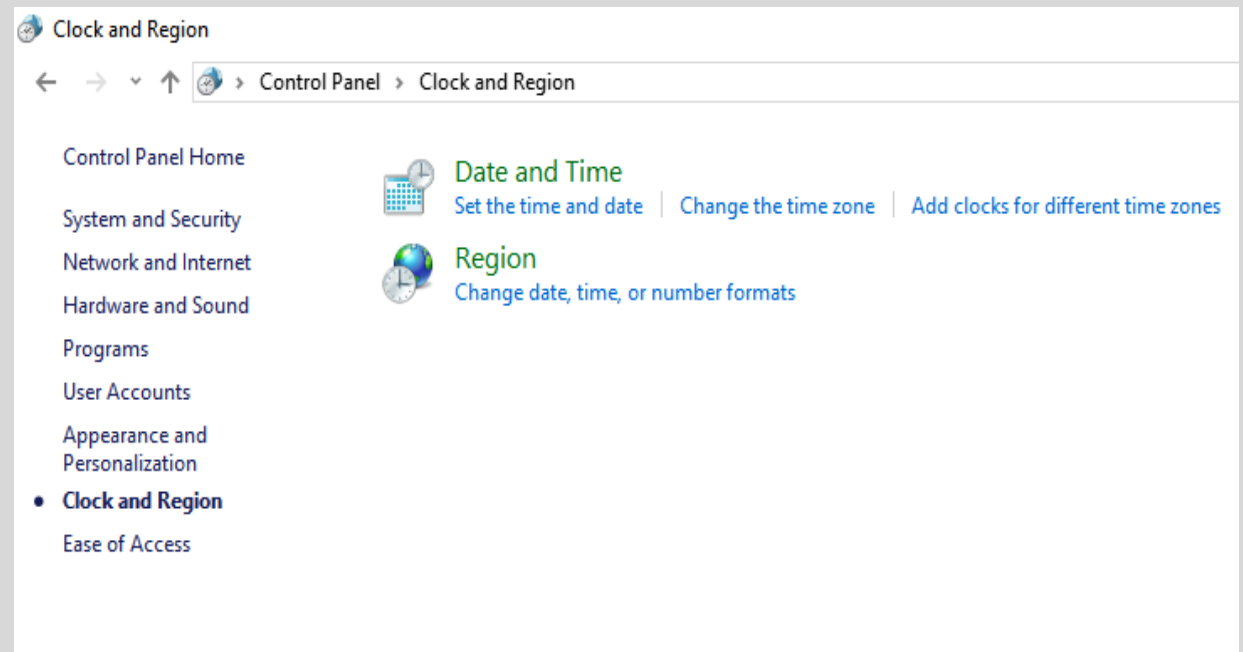 Clock and Region
Control Panel > Clock and Region
Control Panel Home
System and Security
Network and Internet
Hardware and Sound
Programs
User Accounts
Appearance and
Personalization
Clock and Region
Ease of Access
Date and Time
Set the time and date | Change the time zone | Add clocks for different time zones
Region
Change date, time, or number formats